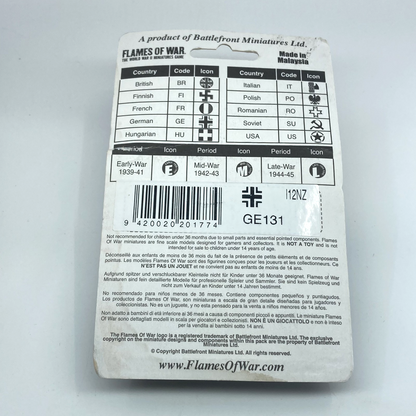 A product of Battlefront Miniatures Ltd.
FLAMES OF WAR.
THE WORLD WAR II MINIATURES GAME
Made in
Malaysia
Country Code Icon
British BR
Finnish FI
French FR
German GE
Hungarian HU
Country Code Icon
Italian IT
Polish PO
Romanian RO
Soviet SU
USA US
Period Icon Period Icon Period Icon
Early-War
1939-41
E
Mid-War
1942-43
M
Late-War
1944-45
L
9 420020 201774
I12NZ
GE131
Not recommended for children under 36 months due to small parts and essential pointed components. Flames
Of War miniatures are fine scale models designed for gamers and collectors. It is NOT A TOY and is not
intended for sale to children under 14 years of age.
Déconseillé aux enfants de moins de 36 mois du fait de la presence de petits éléments et de composants
pointés. Les modèles Flames Of War sont des figurines conçues pour les joueurs et les collectionneurs. Ce
N'EST PAS UN JOUET et ne convient pas aux enfants de moins de 14 ans.
Aufgrund spitzer und verschluckbarer Kleinteile nicht für Kinder unter 36 Monate geeignet. Flames Of War
Miniaturen sind fein detailierte Modelle für professionelle Spieler und Sammler. Sie sind kein Spielzeug und
nicht zum Verkauf an Kinder unter 14 Jahren bestimmt.
No recomendado para niños menos de 36 meses. Contiene componentes pequeños y puntiagudos.
Los productos de Flames Of War, son miniaturas a escala de gran detalle diseñadas para jugadores y
coleccionistas. No es un juguete, y no esta pensado para la venta a niños menores de 14 años.
Non adatto a bambini di età inferiore ai 36 mesi a causa di componenti piccoli e appuntiti. Le miniature Flames
Of War sono dettagliati modelli in scala per giocatori e collezionisti. NON È UN GIOCATTOLO e non è inteso
per la vendita ai bambini sotto 14 anni.
The Flames Of War logo is a registered trademark of Battlefront Miniatures Ltd. The exclusive
copyright on the miniature designs and components within this pack are the property of Battlefront
Miniatures Ltd.
© Copyright Battlefront Miniatures Ltd. All rights reserved.
www.FlamesOfWar.com